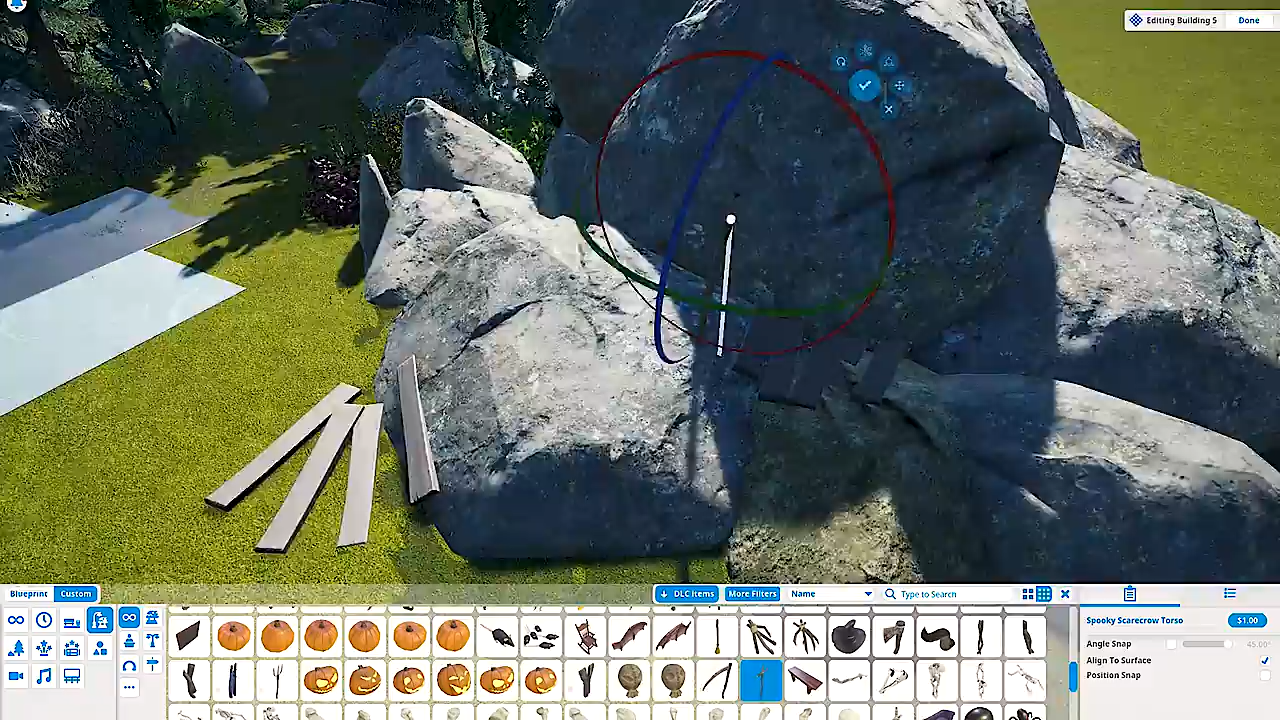 Editing Building 5 Done
Blueprint Custom
DLC Items More Filters Name Type to Search
Spooky Scarecrow Torso $1.00
Angle Snap 45.00°
Align To Surface
Position Snap